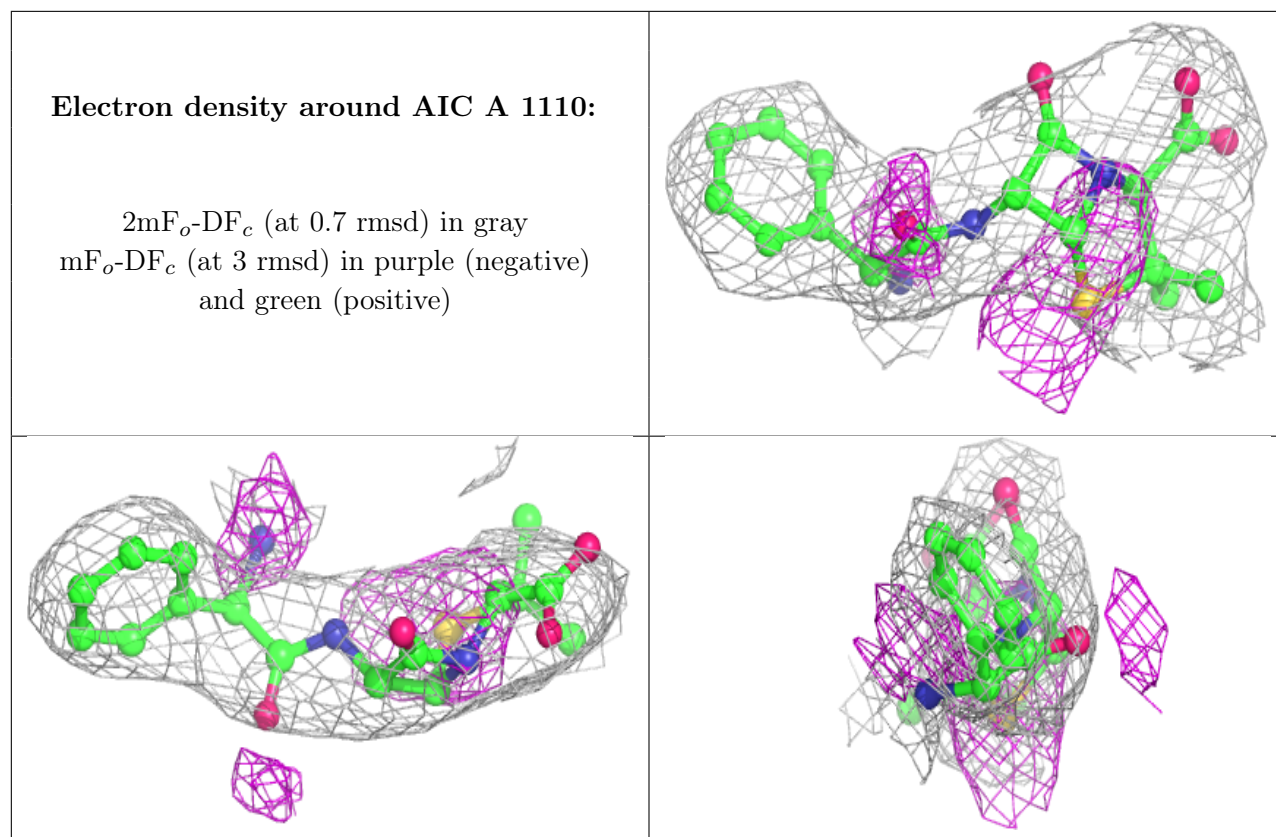 Electron density around AIC A 1110:
2mFo-DFc (at 0.7 rmsd) in gray
mFo-DFc (at 3 rmsd) in purple (negative)
and green (positive)